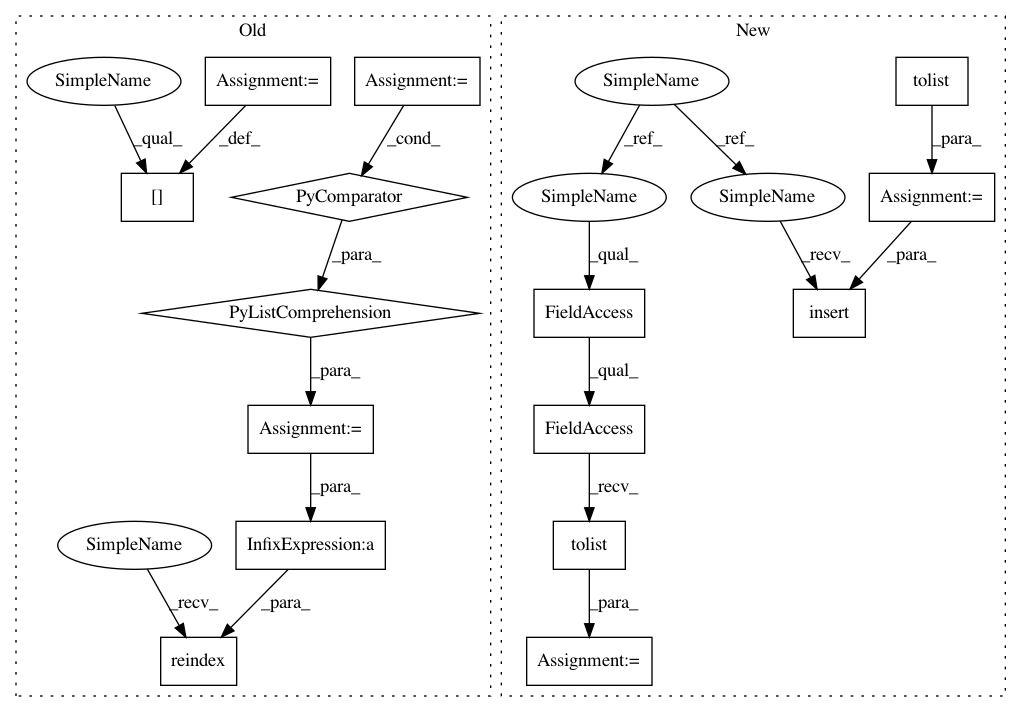 Old
New
SimpleName
Assignment:=
Assignment:=
SimpleName
tolist
_qual_
_def_
_cond_
_ref_
_ref_
_para_
[]
PyComparator
SimpleName
SimpleName
Assignment:=
_para_
_qual_
_recv_
_para_
PyListComprehension
FieldAccess
insert
_para_
_qual_
Assignment:=
FieldAccess
_para_
_recv_
SimpleName
InfixExpression:a
tolist
_recv_
_para_
_para_
reindex
Assignment:=